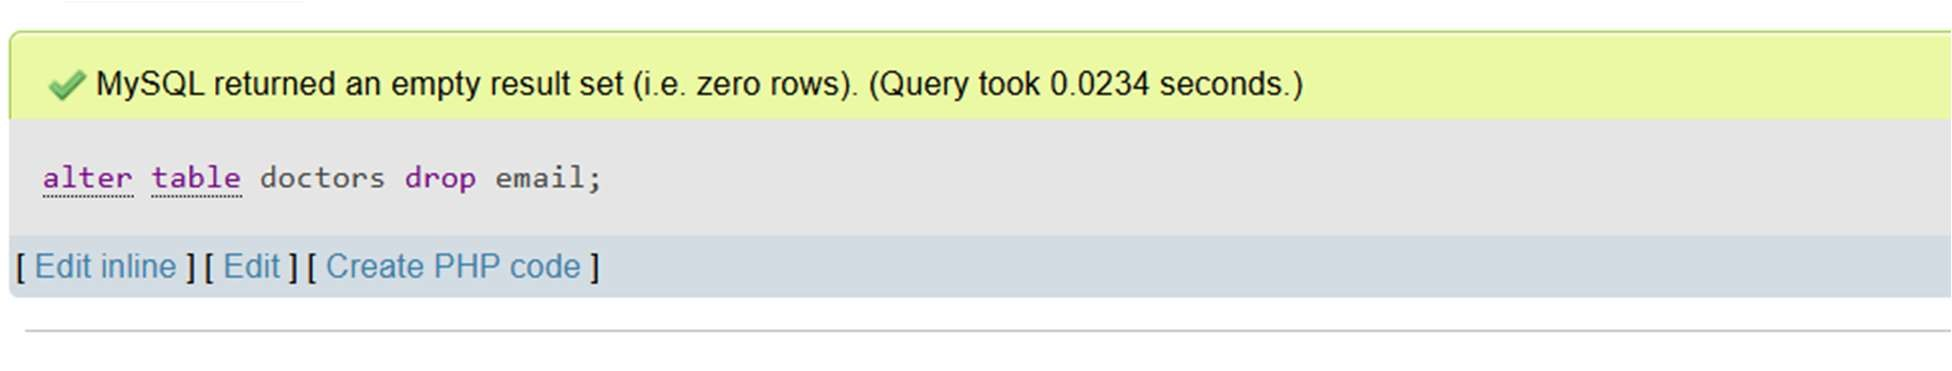 MySQL returned an empty result set (i.e. zero rows). (Query took 0.0234 seconds.)
alter table doctors drop email;
[ Edit inline ] [ Edit ] [ Create PHP code ]